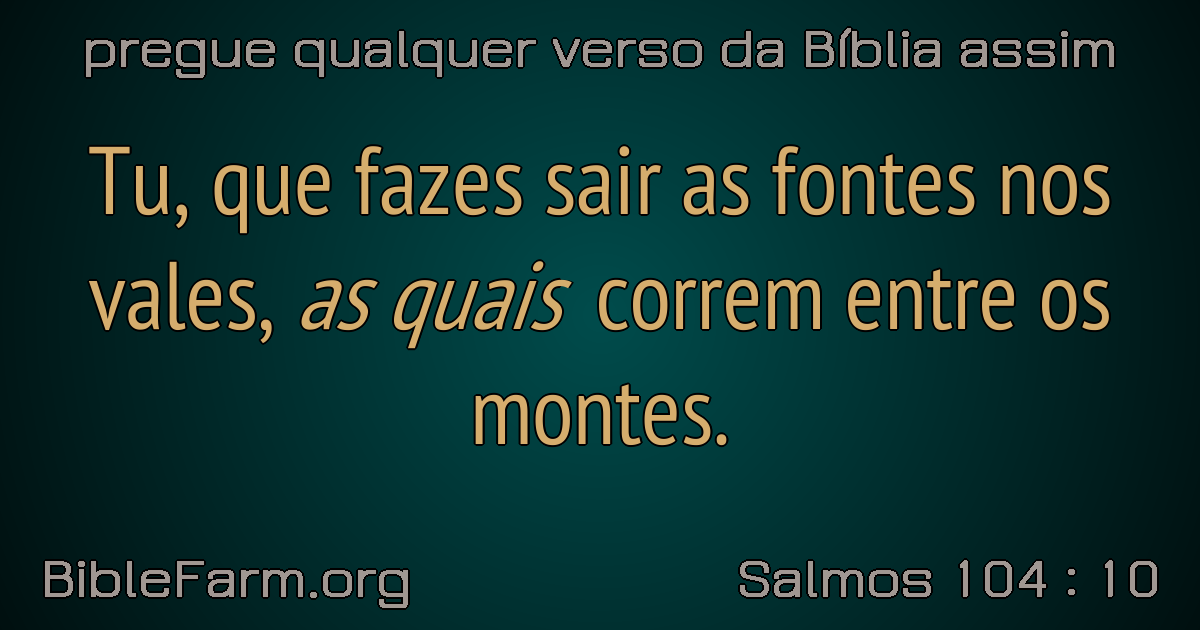 pregue qualquer verso da Bíblia assim
Tu, que fazes sair as fontes nos
vales, as quais correm entre os
montes.
BibleFarm.org
Salmos 104 : 10